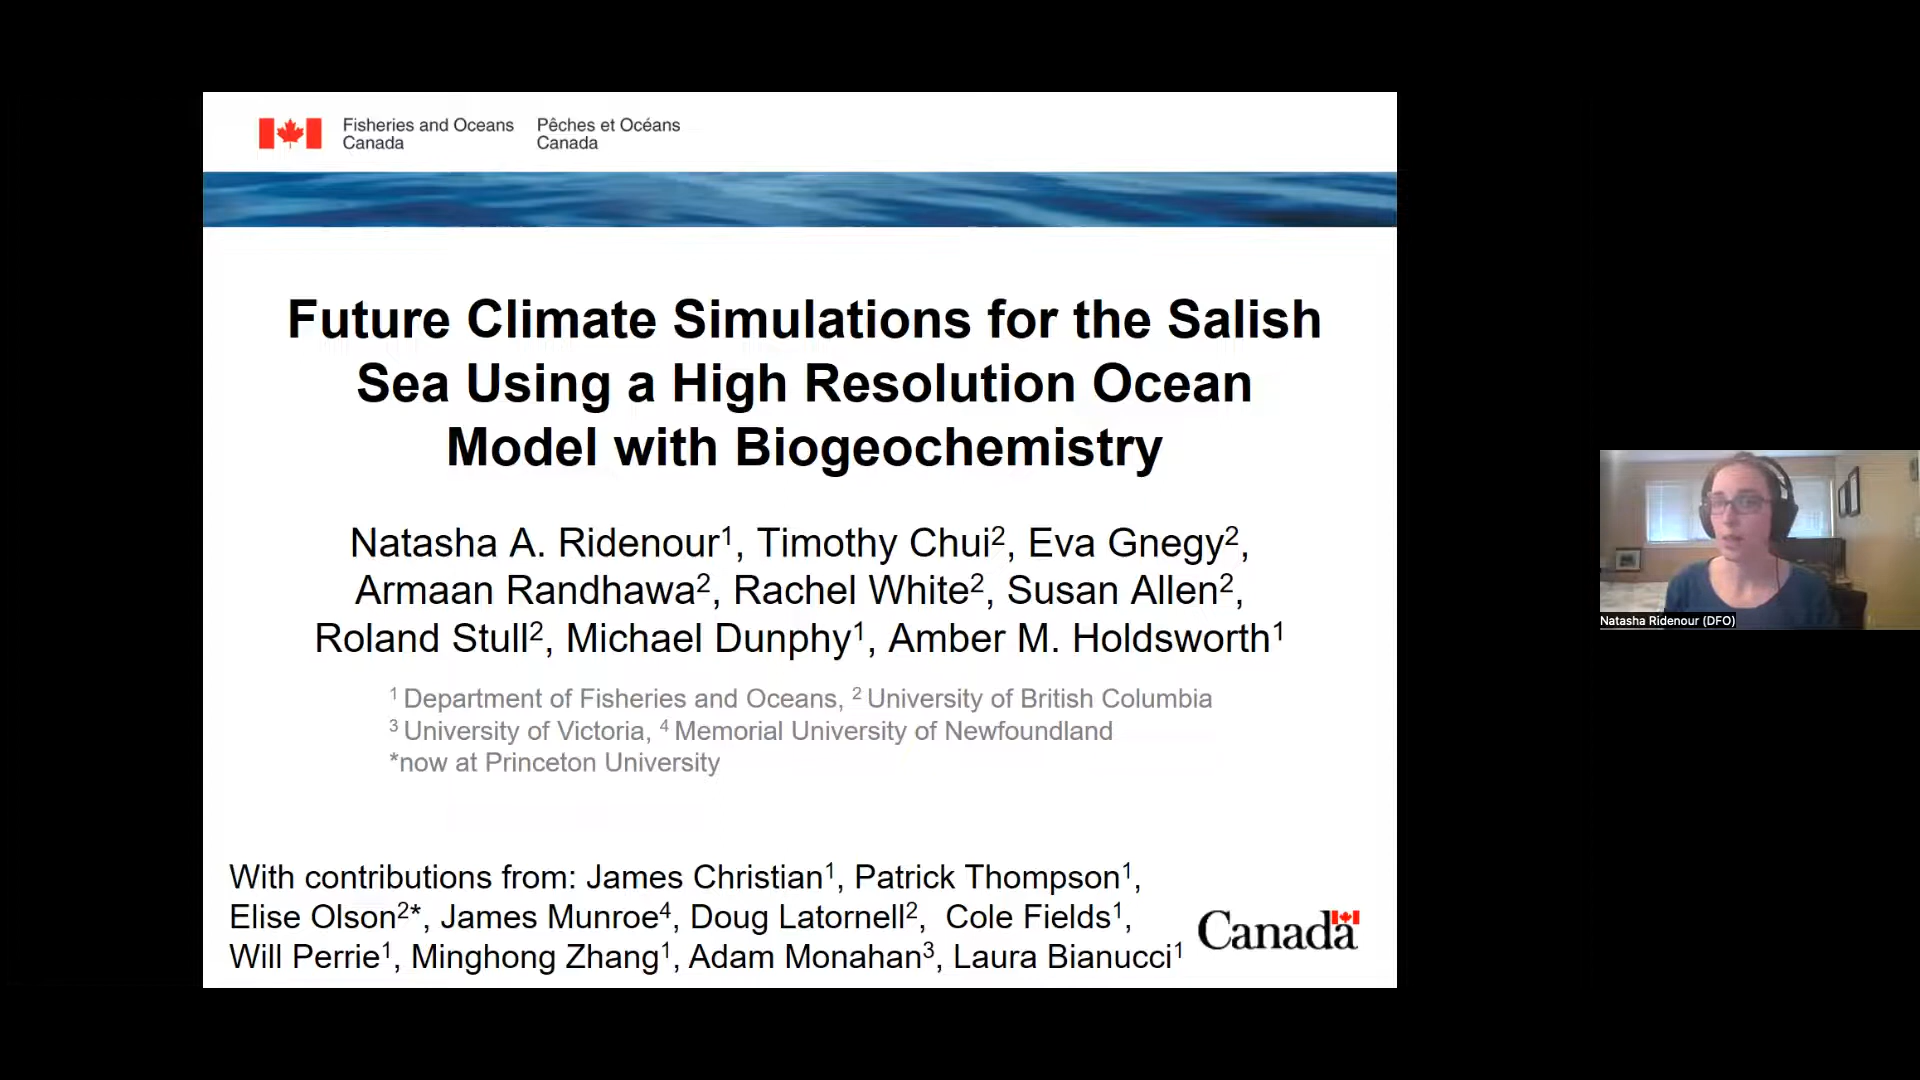 Fisheries and Oceans Canada
Pêches et Océans Canada
Future Climate Simulations for the Salish
Sea Using a High Resolution Ocean
Model with Biogeochemistry
Natasha A. Ridenour¹, Timothy Chui², Eva Gnegy²,
Armaan Randhawa², Rachel White², Susan Allen²,
Roland Stull², Michael Dunphy¹, Amber M. Holdsworth¹
¹ Department of Fisheries and Oceans, ² University of British Columbia
³ University of Victoria, ⁴ Memorial University of Newfoundland
*now at Princeton University
With contributions from: James Christian¹, Patrick Thompson¹,
Elise Olson²*, James Munroe⁴, Doug Latornell², Cole Fields¹,
Will Perrie¹, Minghong Zhang¹, Adam Monahan³, Laura Bianucci¹
Canada
Natasha Ridenour (DFO)